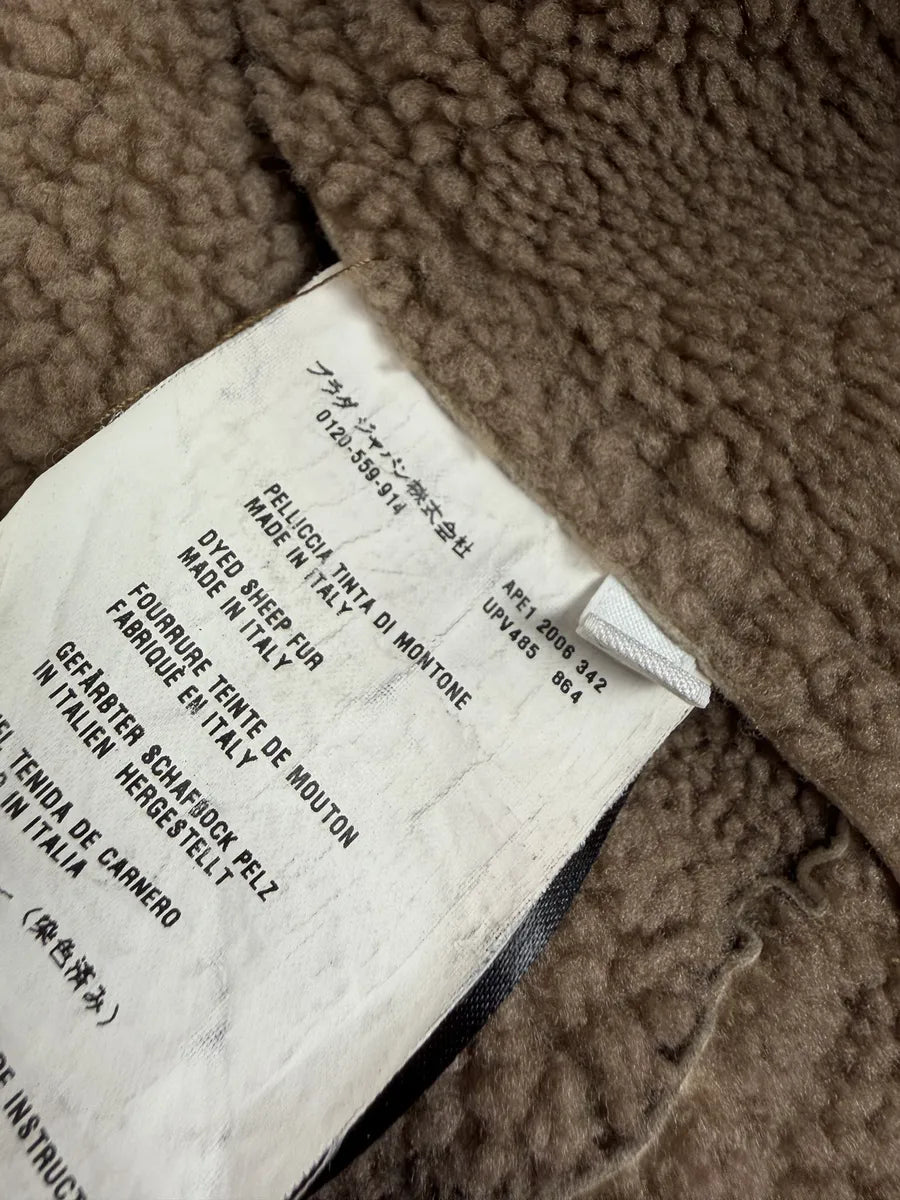 プラダ ジャパン株式会社
0120-559-914
APE1 2006 342
UPV485 864
PELLICCIA TINTA DI MONTONE
MADE IN ITALY
DYED SHEEP FUR
MADE IN ITALY
FOURRURE TEINTE DE MOUTON
FABRIQUÈ EN ITALY
GEFÄRBTER SCHAFBOCK PELZ
IN ITALIEN HERGESTELLT
TENIDA DE CARNERO
IN ITALIA
(染色済み)
INSTRUCT